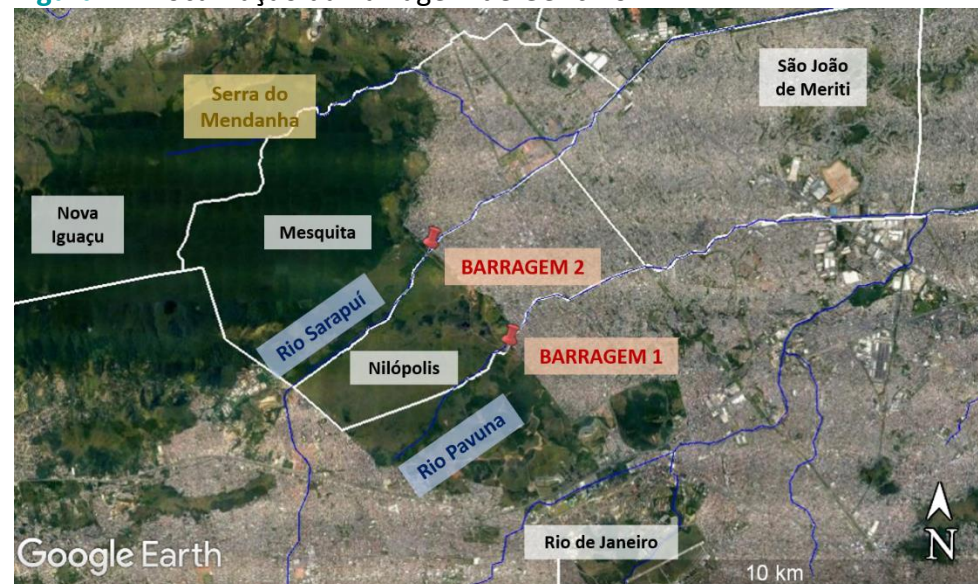 São João
de Meriti
Serra do
Mendanha
Nova
Iguaçu
Mesquita
BARRAGEM 2
Rio Sarapuí
BARRAGEM 1
Nilópolis
Rio Pavuna
Rio de Janeiro
N
Google Earth
10 km